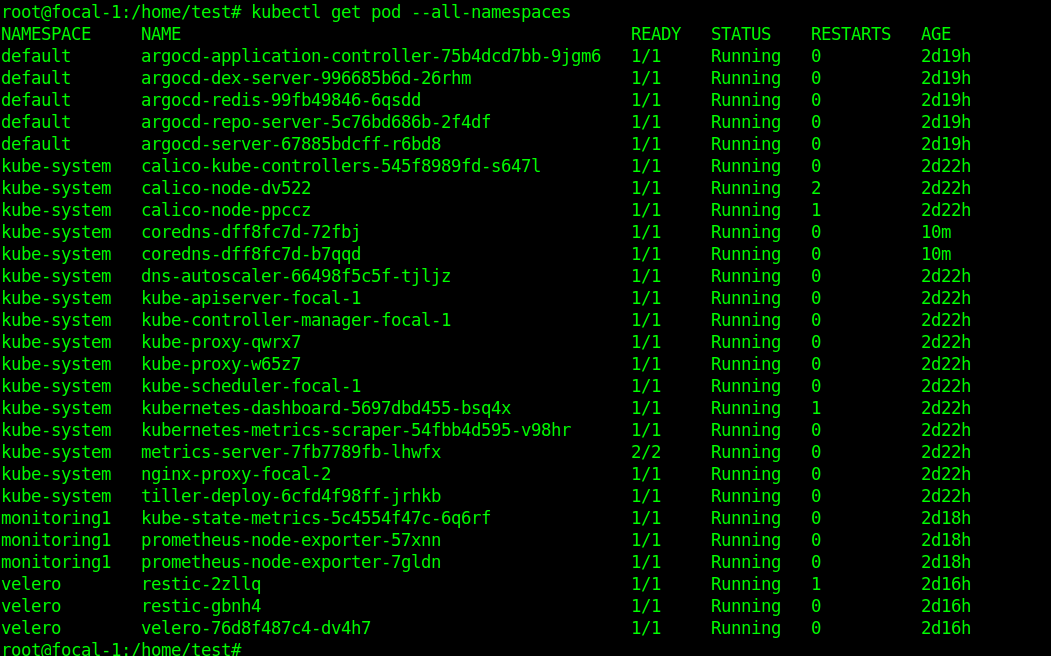 root@focal-1:/home/test# kubectl get pod --all-namespaces
NAMESPACE     NAME                                             READY   STATUS    RESTARTS   AGE
default       argocd-application-controller-75b4dcd7bb-9jgm6   1/1     Running   0          2d19h
default       argocd-dex-server-996685b6d-26rhm                1/1     Running   0          2d19h
default       argocd-redis-99fb49846-6qsdd                     1/1     Running   0          2d19h
default       argocd-repo-server-5c76bd686b-2f4df              1/1     Running   0          2d19h
default       argocd-server-67885bdcff-r6bd8                   1/1     Running   0          2d19h
kube-system   calico-kube-controllers-545f8989fd-s647l         1/1     Running   0          2d22h
kube-system   calico-node-dv522                                1/1     Running   2          2d22h
kube-system   calico-node-ppccz                                1/1     Running   1          2d22h
kube-system   coredns-dff8fc7d-72fbj                           1/1     Running   0          10m
kube-system   coredns-dff8fc7d-b7qqd                           1/1     Running   0          10m
kube-system   dns-autoscaler-66498f5c5f-tjljz                  1/1     Running   0          2d22h
kube-system   kube-apiserver-focal-1                           1/1     Running   0          2d22h
kube-system   kube-controller-manager-focal-1                  1/1     Running   0          2d22h
kube-system   kube-proxy-qwrx7                                 1/1     Running   0          2d22h
kube-system   kube-proxy-w65z7                                 1/1     Running   0          2d22h
kube-system   kube-scheduler-focal-1                           1/1     Running   0          2d22h
kube-system   kubernetes-dashboard-5697dbd455-bsq4x            1/1     Running   1          2d22h
kube-system   kubernetes-metrics-scraper-54fbb4d595-v98hr      1/1     Running   0          2d22h
kube-system   metrics-server-7fb7789fb-lhwfx                   2/2     Running   0          2d22h
kube-system   nginx-proxy-focal-2                              1/1     Running   0          2d22h
kube-system   tiller-deploy-6cfd4f98ff-jrhkb                   1/1     Running   0          2d22h
monitoring1   kube-state-metrics-5c4554f47c-6q6rf              1/1     Running   0          2d18h
monitoring1   prometheus-node-exporter-57xnn                   1/1     Running   0          2d18h
monitoring1   prometheus-node-exporter-7gldn                   1/1     Running   0          2d18h
velero        restic-2zllq                                     1/1     Running   1          2d16h
velero        restic-gbnh4                                     1/1     Running   0          2d16h
velero        velero-76d8f487c4-dv4h7                          1/1     Running   0          2d16h
root@focal-1:/home/test#